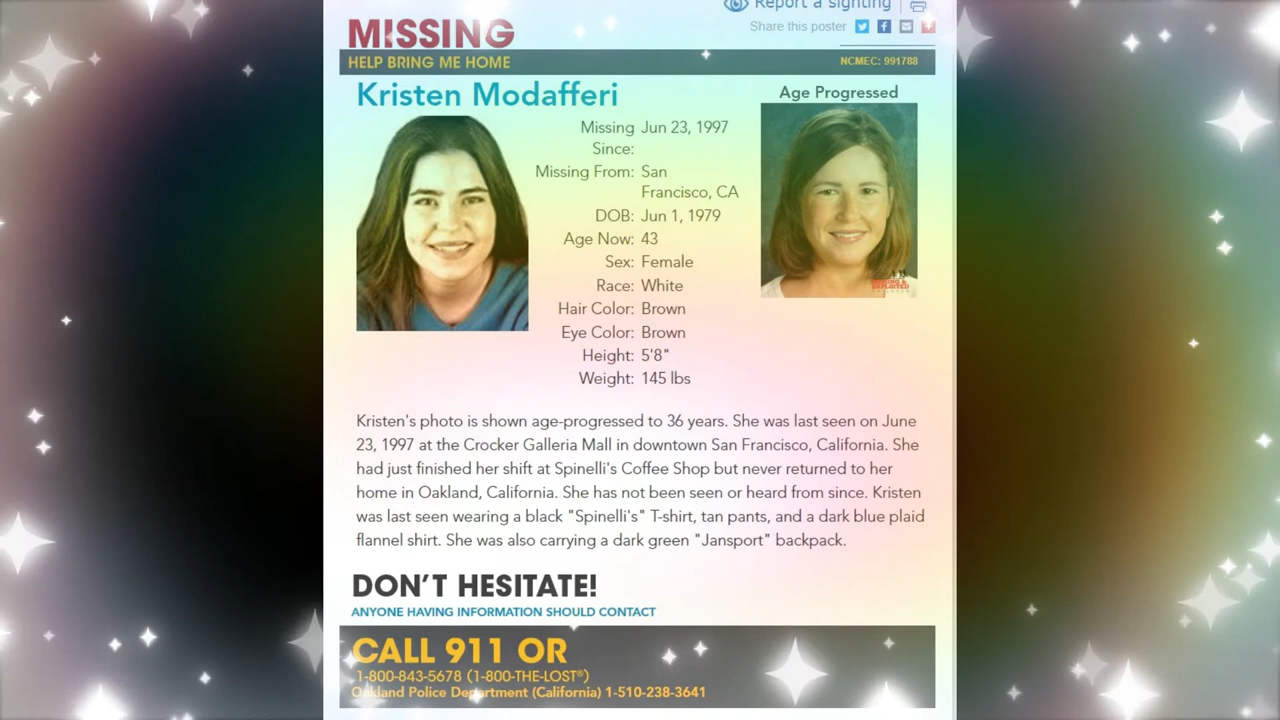 Report a sighting
MISSING
Share this poster
HELP BRING ME HOME
NCMEC: 991788
Kristen Modafferi
Age Progressed
Missing Since: Jun 23, 1997
Missing From: San Francisco, CA
DOB: Jun 1, 1979
Age Now: 43
Sex: Female
Race: White
Hair Color: Brown
Eye Color: Brown
Height: 5'8"
Weight: 145 lbs
Kristen's photo is shown age-progressed to 36 years. She was last seen on June
23, 1997 at the Crocker Galleria Mall in downtown San Francisco, California. She
had just finished her shift at Spinelli's Coffee Shop but never returned to her
home in Oakland, California. She has not been seen or heard from since. Kristen
was last seen wearing a black "Spinelli's" T-shirt, tan pants, and a dark blue plaid
flannel shirt. She was also carrying a dark green "Jansport" backpack.
DON'T HESITATE!
ANYONE HAVING INFORMATION SHOULD CONTACT
CALL 911 OR
1-800-843-5678 (1-800-THE-LOST®)
Oakland Police Department (California) 1-510-238-3641